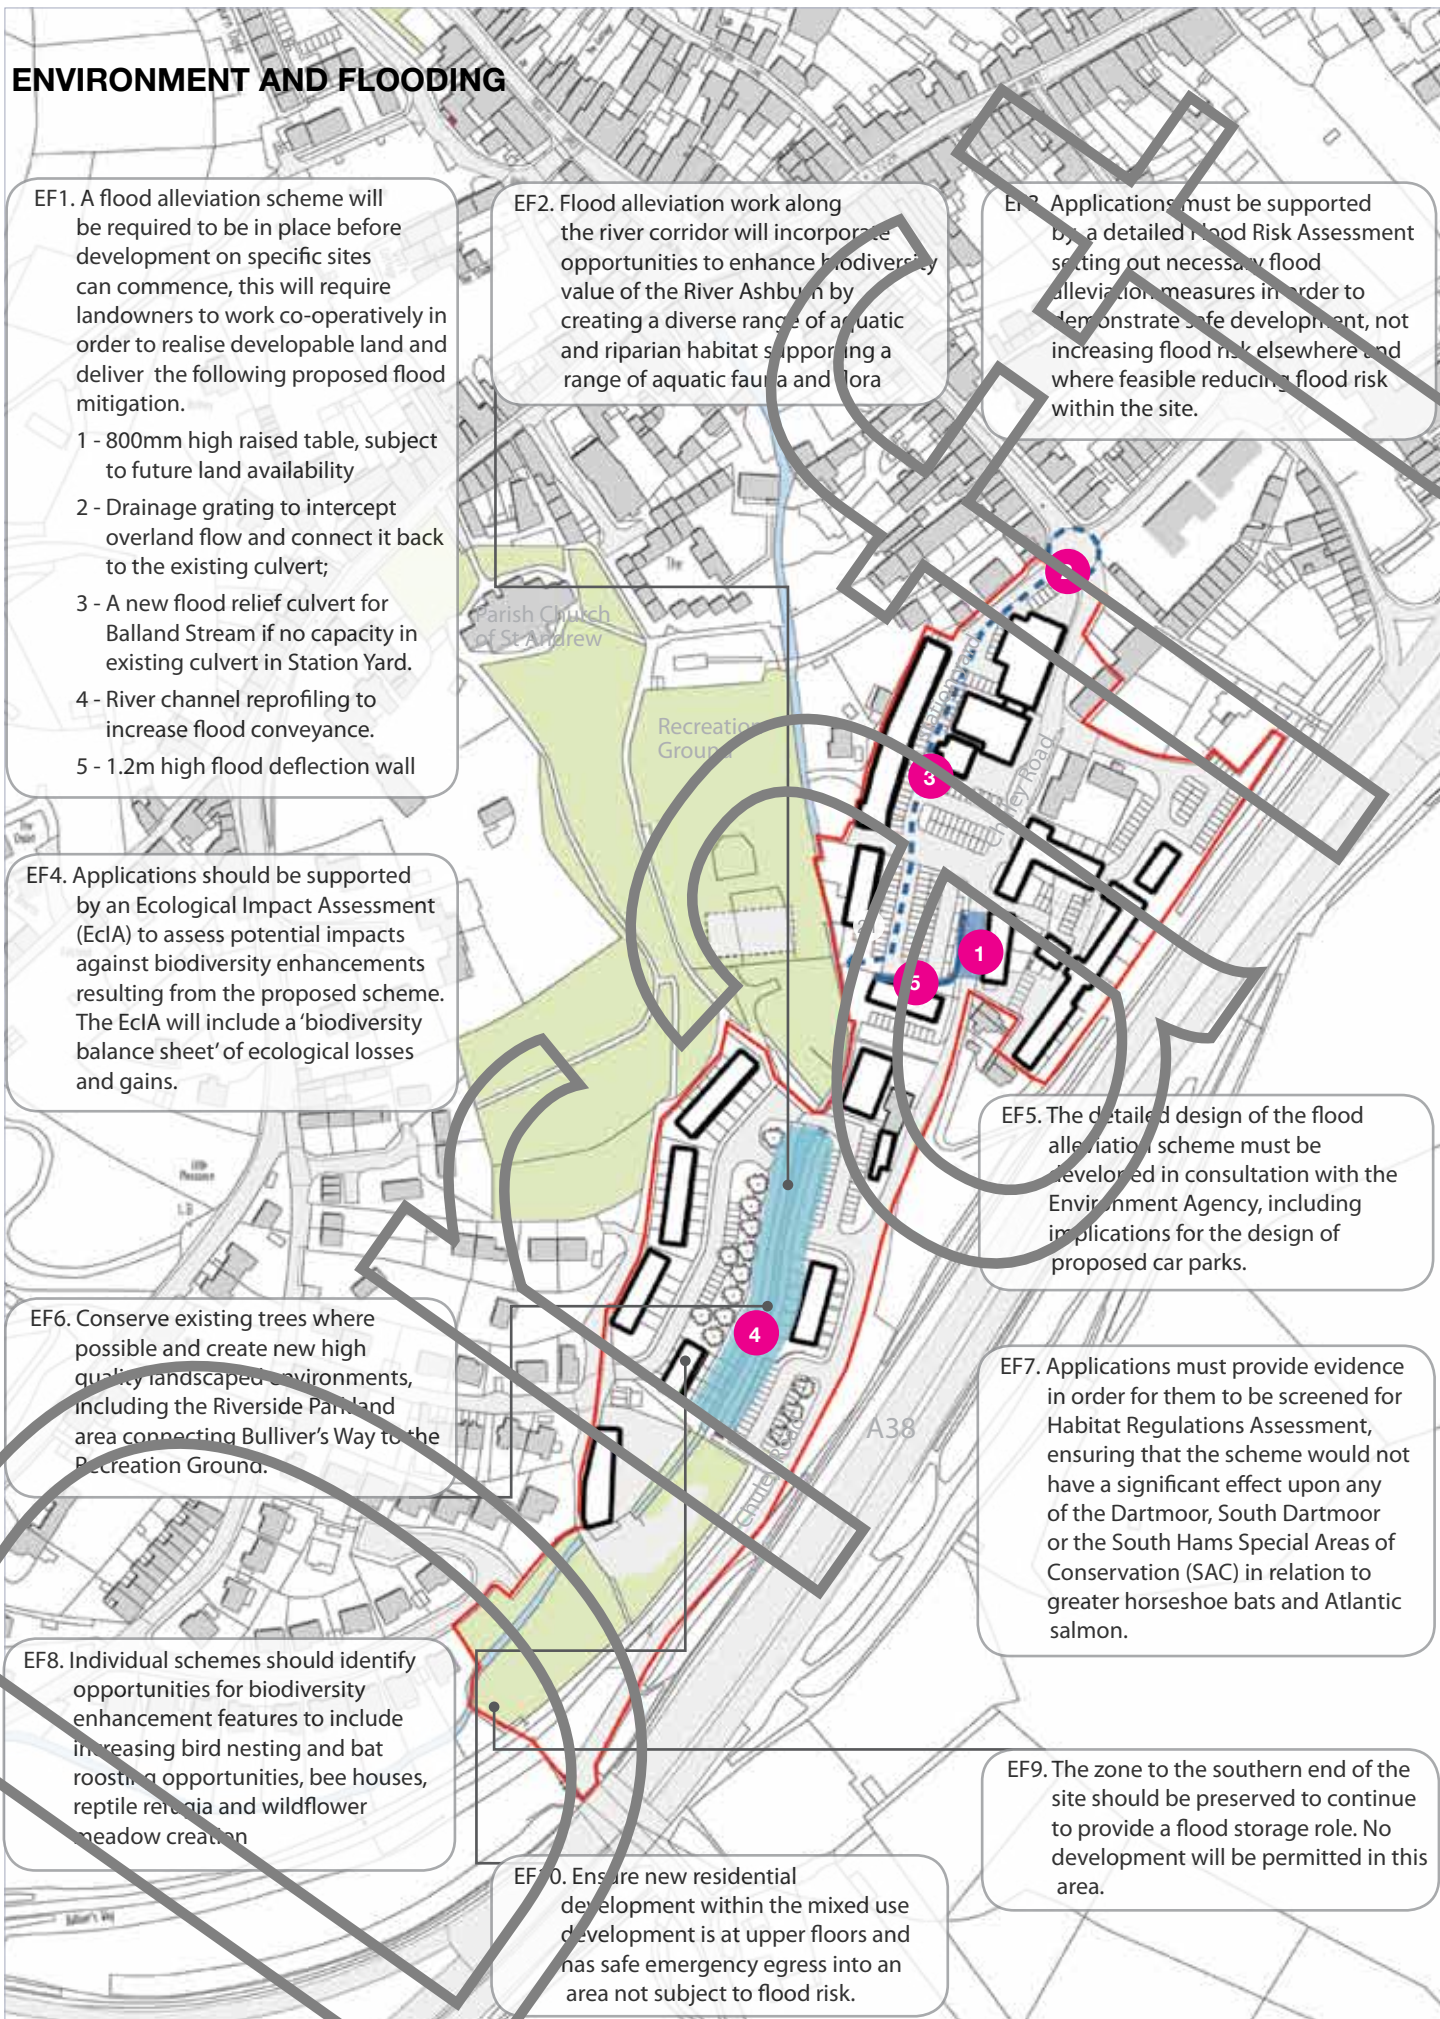 ENVIRONMENT AND FLOODING
EF1. A flood alleviation scheme will
be required to be in place before
development on specific sites
can commence, this will require
landowners to work co-operatively in
order to realise developable land and
deliver the following proposed flood
mitigation.
1 - 800mm high raised table, subject
to future land availability
2 - Drainage grating to intercept
overland flow and connect it back
to the existing culvert;
3 - A new flood relief culvert for
Balland Stream if no capacity in
existing culvert in Station Yard.
4 - River channel reprofiling to
increase flood conveyance.
5 - 1.2m high flood deflection wall
EF2. Flood alleviation work along
the river corridor will incorporate
opportunities to enhance biodiversity
value of the River Ashburn by
creating a diverse range of aquatic
and riparian habitat supporting a
range of aquatic fauna and flora
EF3. Applications must be supported
by, a detailed Flood Risk Assessment
setting out necessary flood
alleviation measures in order to
demonstrate safe development, not
increasing flood risk elsewhere and
where feasible reducing flood risk
within the site.
EF4. Applications should be supported
by an Ecological Impact Assessment
(EcIA) to assess potential impacts
against biodiversity enhancements
resulting from the proposed scheme.
The EcIA will include a ‘biodiversity
balance sheet’ of ecological losses
and gains.
EF5. The detailed design of the flood
alleviation scheme must be
developed in consultation with the
Environment Agency, including
implications for the design of
proposed car parks.
EF6. Conserve existing trees where
possible and create new high
quality landscaped environments,
including the Riverside Parkland
area connecting Bulliver's Way to the
Recreation Ground.
EF7. Applications must provide evidence
in order for them to be screened for
Habitat Regulations Assessment,
ensuring that the scheme would not
have a significant effect upon any
of the Dartmoor, South Dartmoor
or the South Hams Special Areas of
Conservation (SAC) in relation to
greater horseshoe bats and Atlantic
salmon.
EF8. Individual schemes should identify
opportunities for biodiversity
enhancement features to include
increasing bird nesting and bat
roosting opportunities, bee houses,
reptile refugia and wildflower
meadow creation
EF9. The zone to the southern end of the
site should be preserved to continue
to provide a flood storage role. No
development will be permitted in this
area.
EF10. Ensure new residential
development within the mixed use
development is at upper floors and
has safe emergency egress into an
area not subject to flood risk.
Parish Church
of St Andrew
Recreation
Ground
The
Chuley Road
A38
Chuley Road
L B
Bulliver's Way
2
3
1
5
4
DRAFT